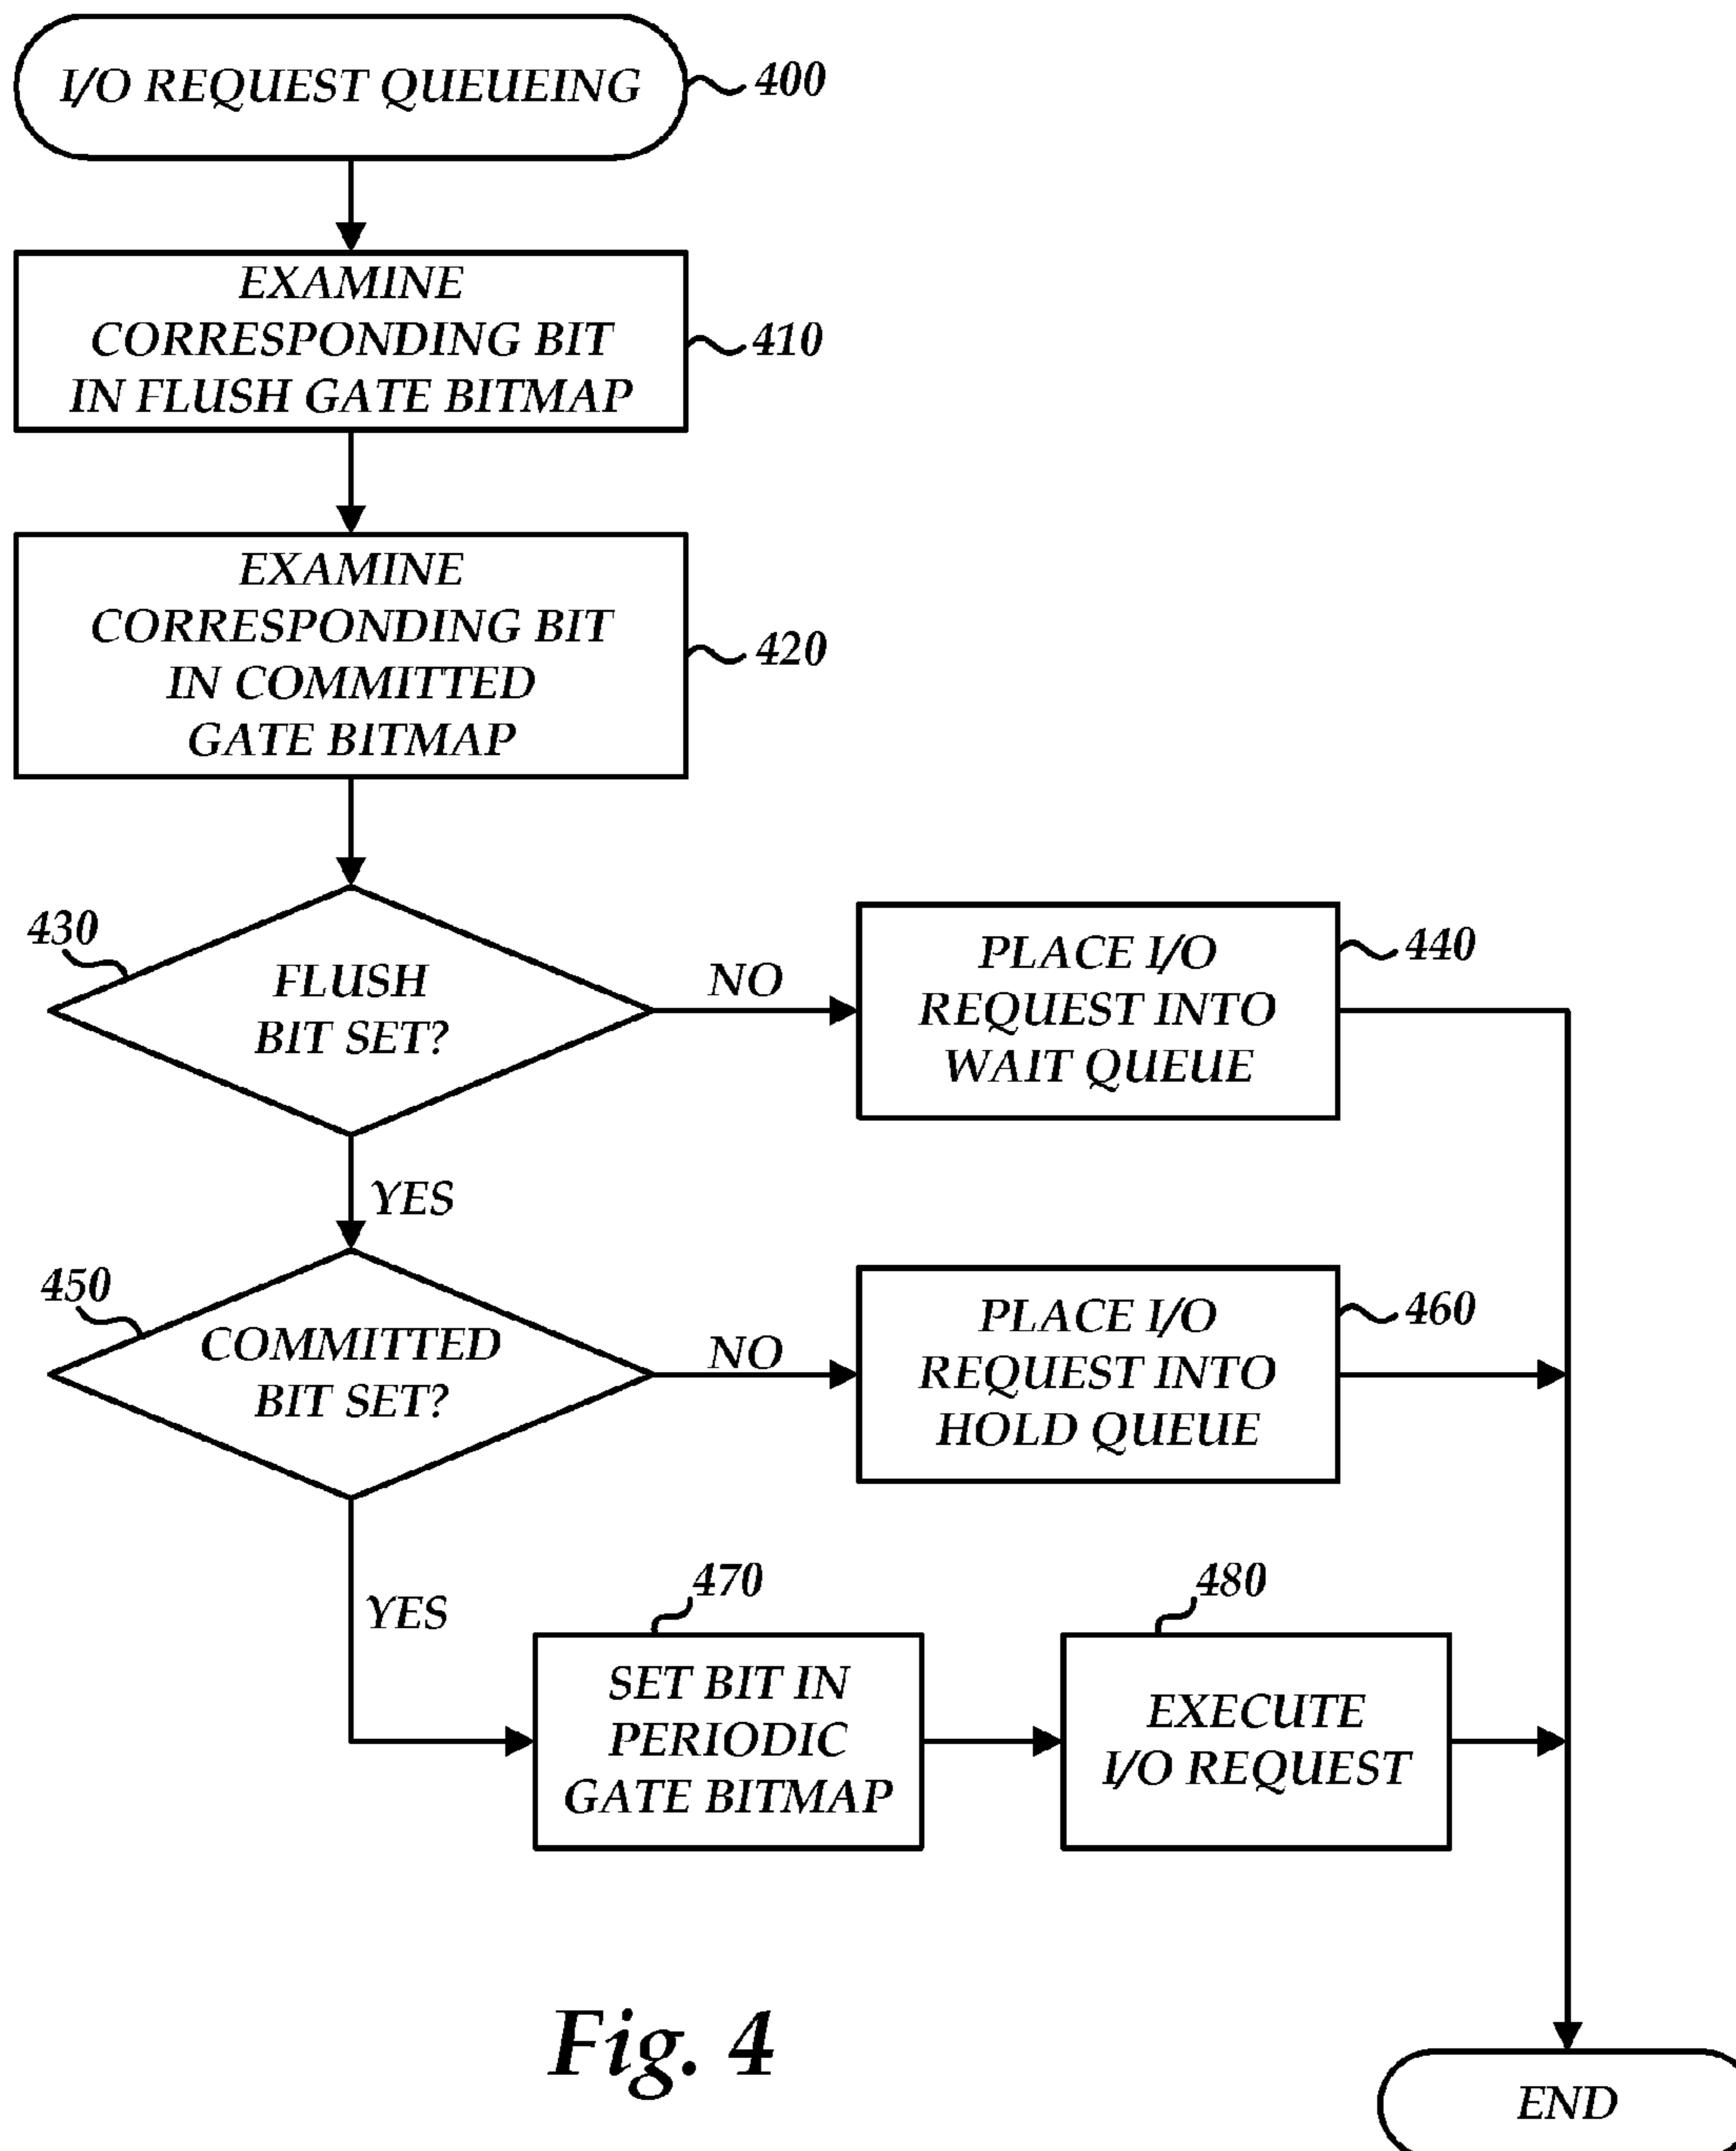 I/O REQUEST QUEUEING
400
EXAMINE
CORRESPONDING BIT
IN FLUSH GATE BITMAP
410
EXAMINE
CORRESPONDING BIT
IN COMMITTED
GATE BITMAP
420
430
FLUSH
BIT SET?
NO
PLACE I/O
REQUEST INTO
WAIT QUEUE
440
YES
450
COMMITTED
BIT SET?
NO
PLACE I/O
REQUEST INTO
HOLD QUEUE
460
YES
470
SET BIT IN
PERIODIC
GATE BITMAP
480
EXECUTE
I/O REQUEST
Fig. 4
END